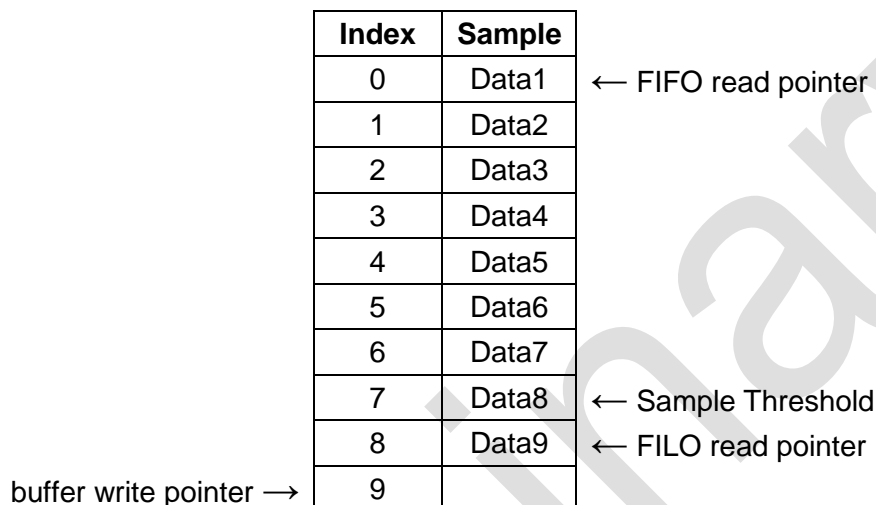 Index Sample
0 Data1 ← FIFO read pointer
1 Data2
2 Data3
3 Data4
4 Data5
5 Data6
6 Data7
7 Data8 ← Sample Threshold
8 Data9 ← FILO read pointer
buffer write pointer → 9